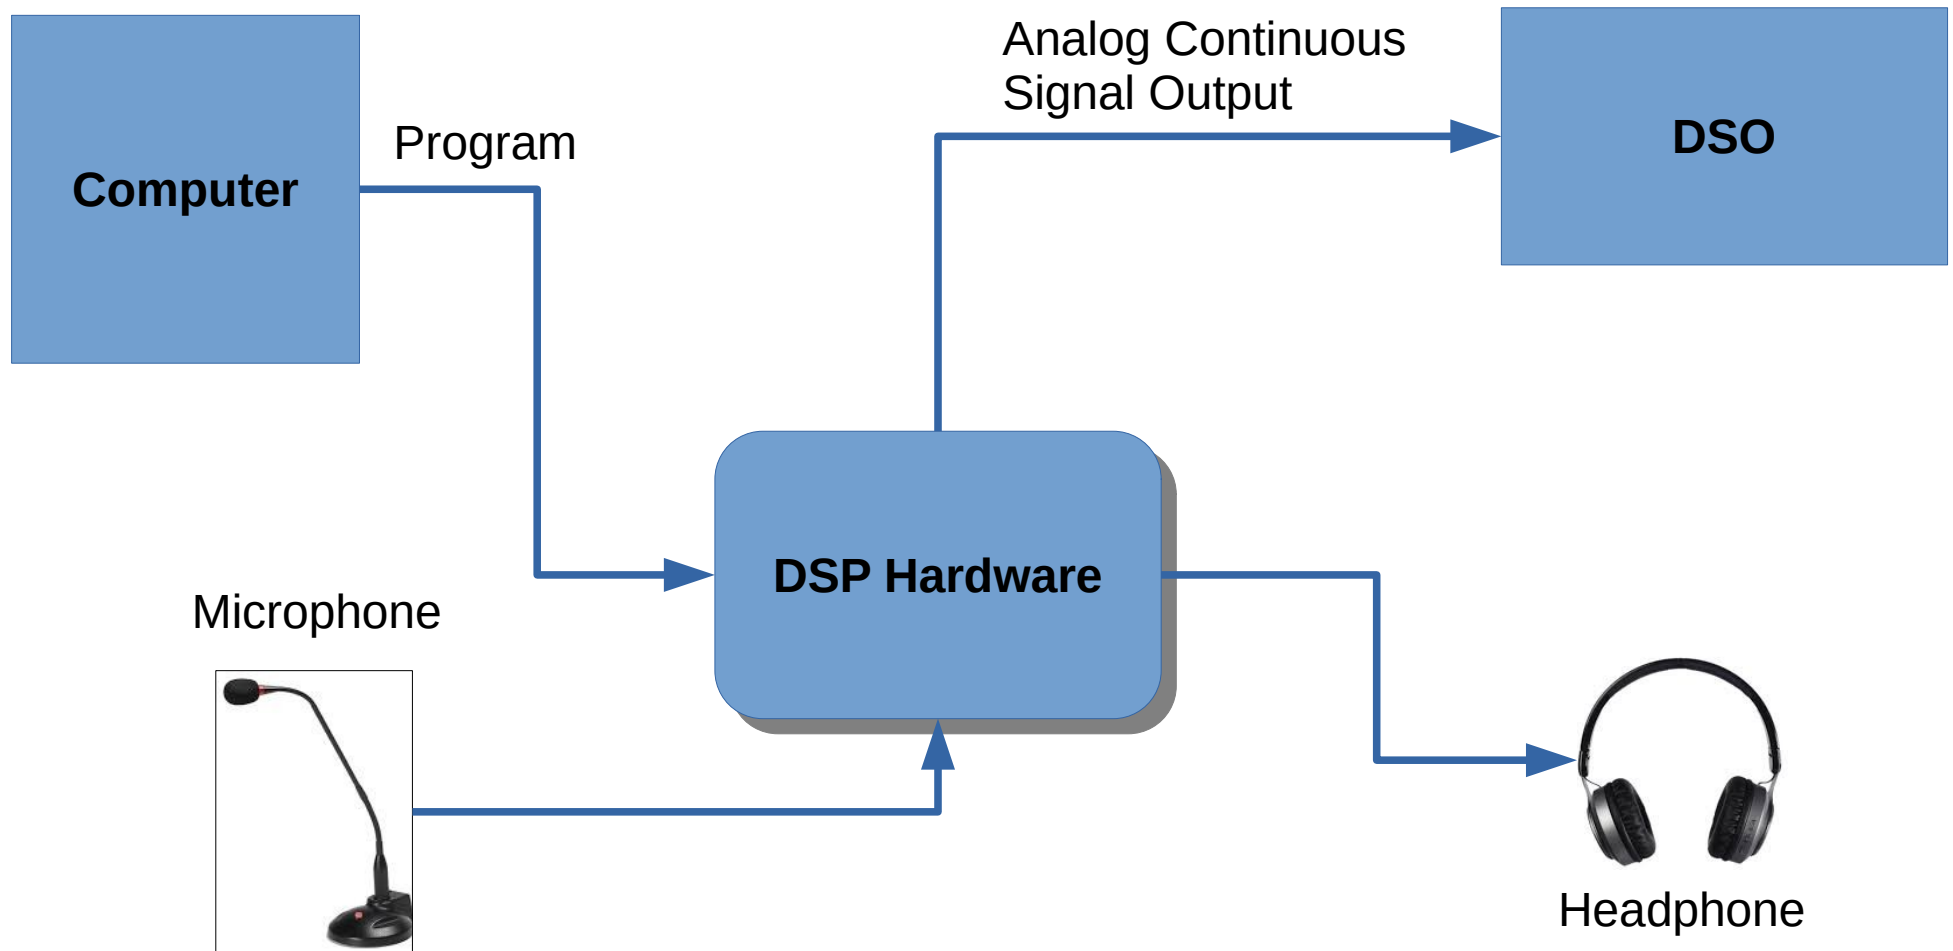 Analog Continuous
Signal Output
DSO
Program
Computer
DSP Hardware
Microphone
Headphone